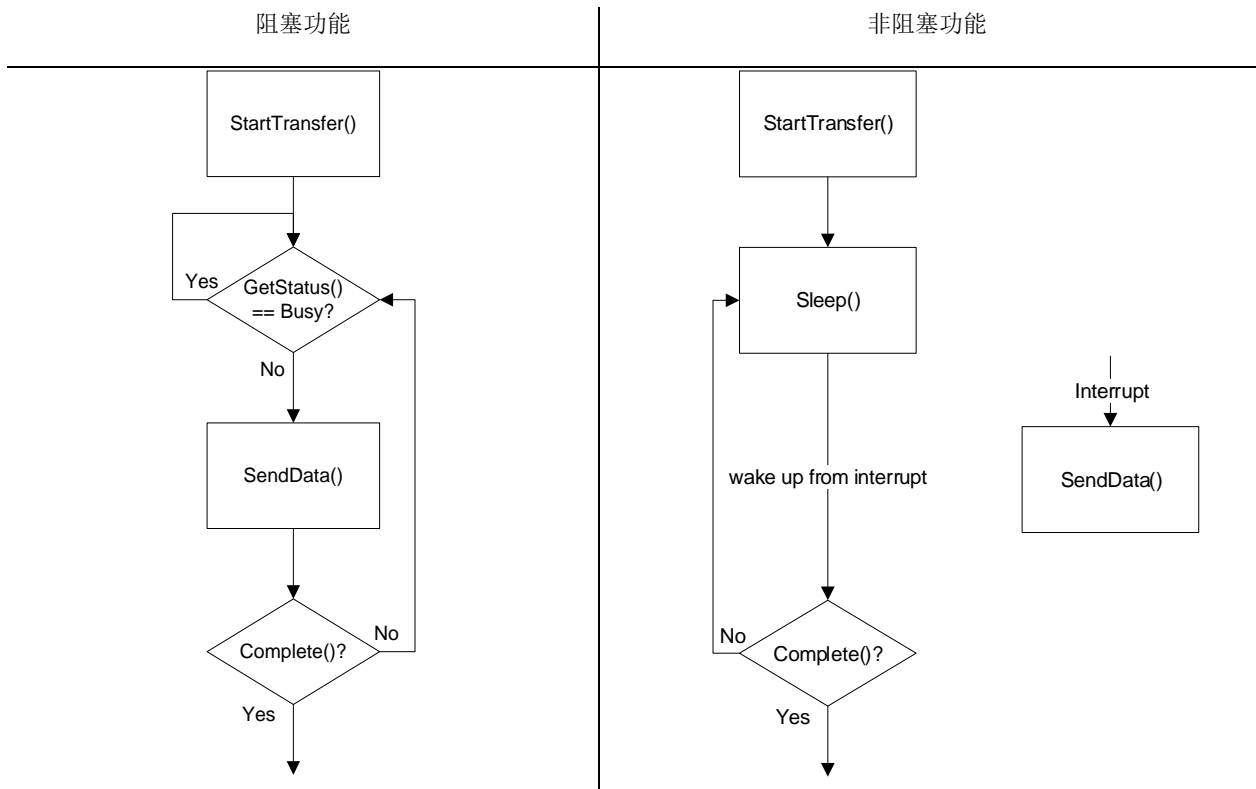 阻塞功能
非阻塞功能
StartTransfer()
Yes
GetStatus()
== Busy?
No
SendData()
Complete()?
No
Yes
StartTransfer()
Sleep()
wake up from interrupt
No
Complete()?
Yes
Interrupt
SendData()